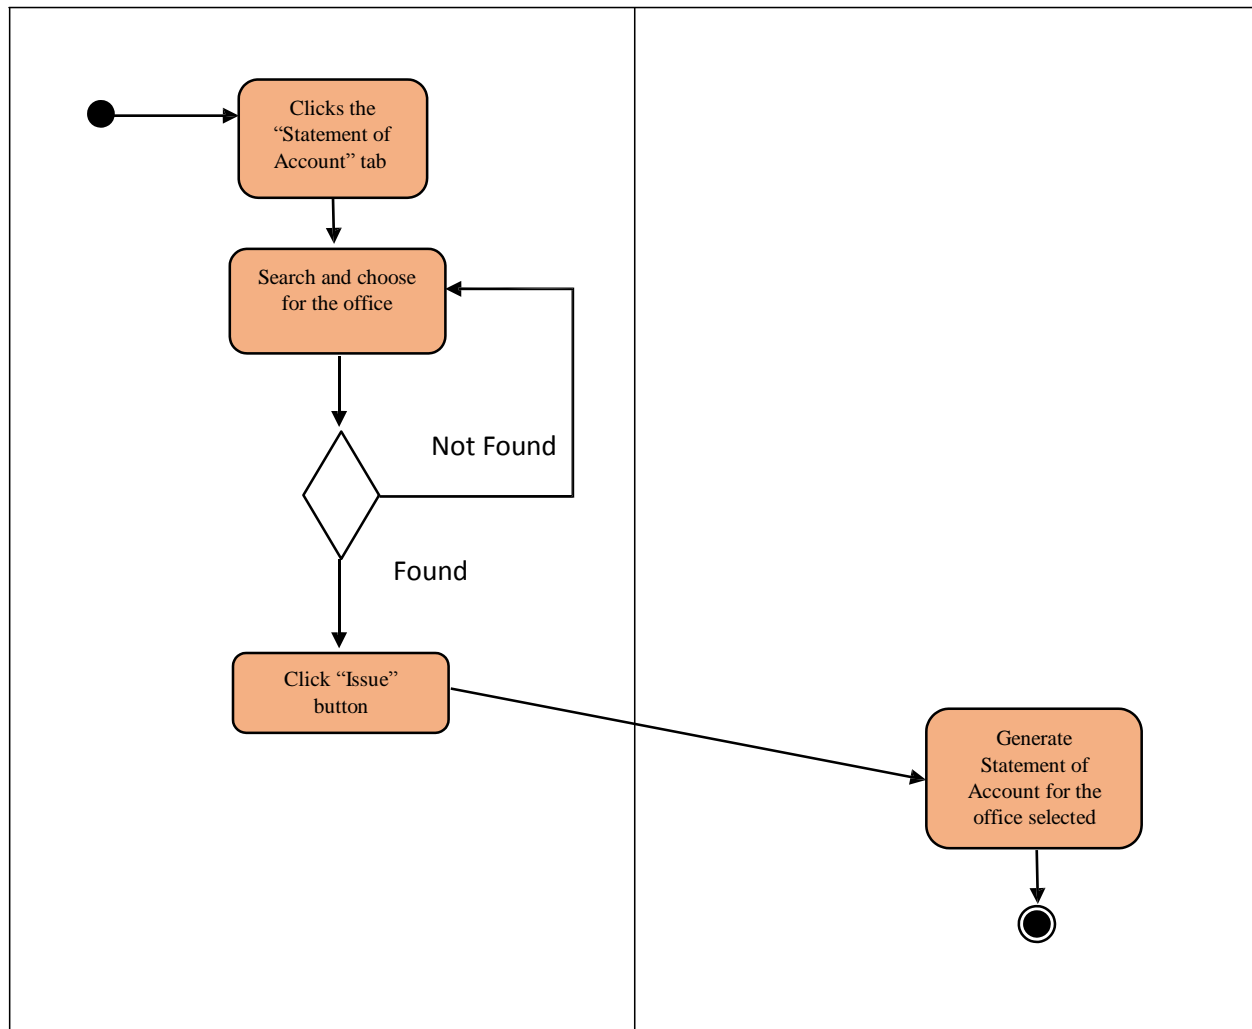 Clicks the
“Statement of
Account” tab
Search and choose
for the office
Not Found
Found
Click “Issue”
button
Generate
Statement of
Account for the
office selected